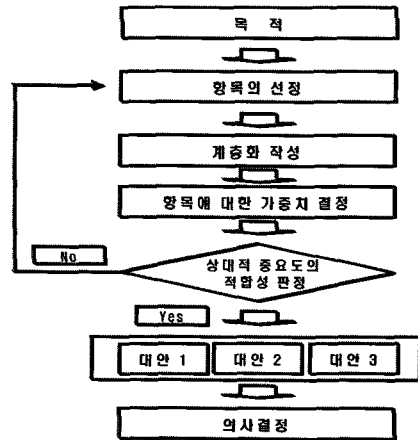 목 적
항목의 선정
계층화 작성
항목에 대한 가중치 결정
No
상대적 중요도의
적합성 판정
Yes
대안 1 대안 2 대안 3
의사결정